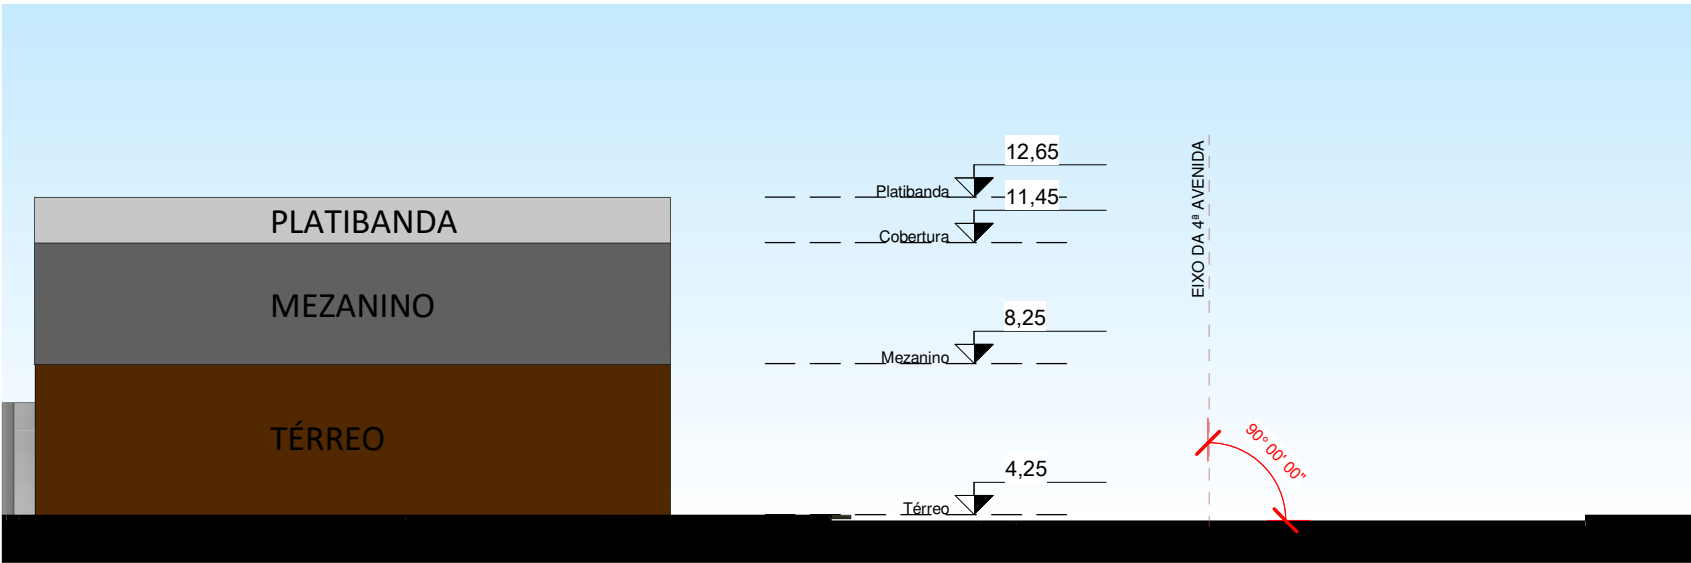 12,65
Platibanda
11,45
Cobertura
PLATIBANDA
MEZANINO
8,25
Mezanino
TÉRREO
4,25
Térreo
EIXO DA 4ª AVENIDA
90° 00' 00"